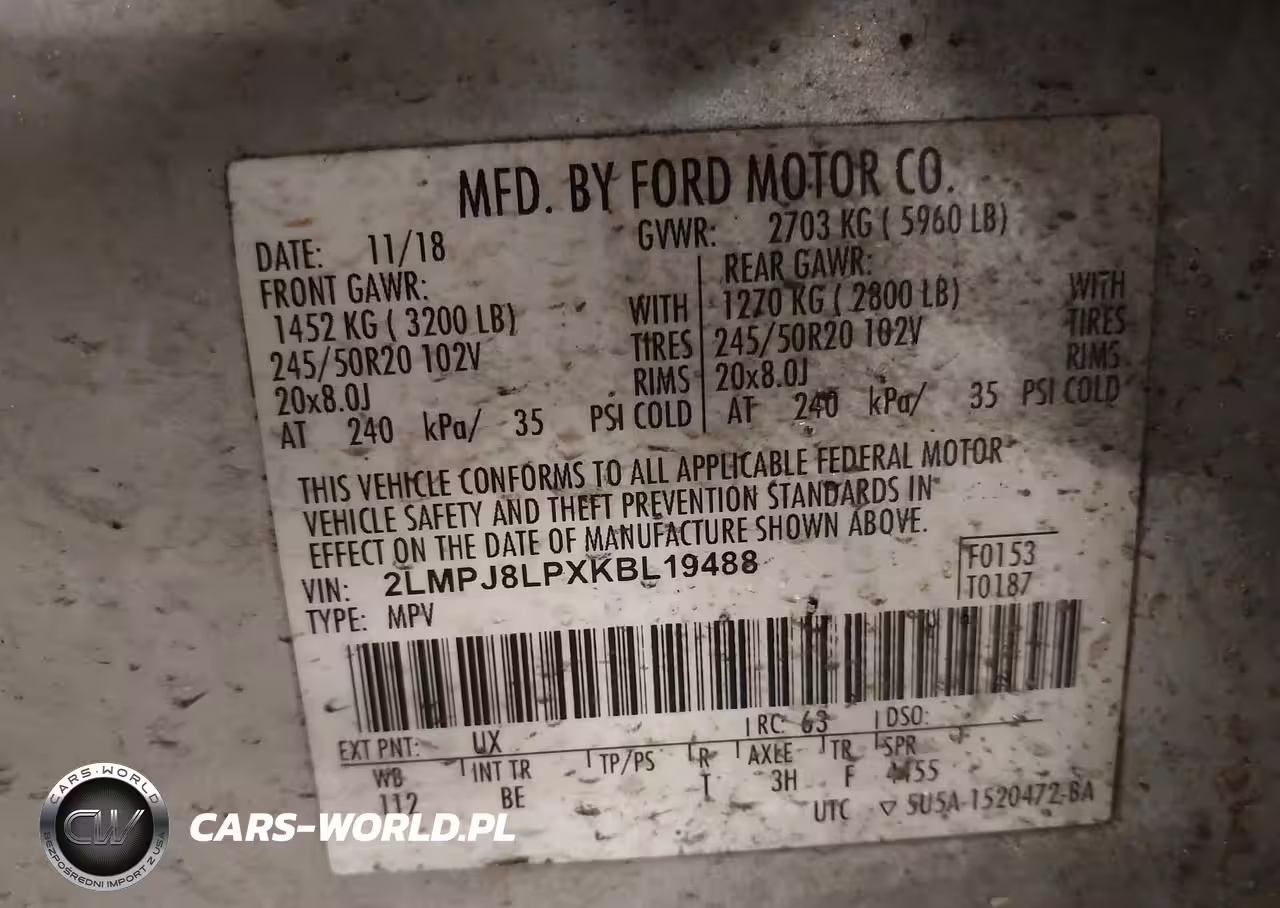 MFD. BY FORD MOTOR CO.
DATE: 11/18 GVWR: 2703 KG ( 5960 LB)
FRONT GAWR: REAR GAWR:
1452 KG ( 3200 LB) WITH 1270 KG ( 2800 LB) WITH
245/50R20 102V TIRES 245/50R20 102V TIRES
20x8.0J RIMS 20x8.0J RIMS
AT 240 kPa/ 35 PSI COLD AT 240 kPa/ 35 PSI COLD
THIS VEHICLE CONFORMS TO ALL APPLICABLE FEDERAL MOTOR
VEHICLE SAFETY AND THEFT PREVENTION STANDARDS IN
EFFECT ON THE DATE OF MANUFACTURE SHOWN ABOVE.
VIN: 2LMPJ8LPXKBL19488 F0153
TYPE: MPV T0187
EXT PNT: UX RC: 63 DSO:
WB INT TR TP/PS R AXLE TR SPR
112 BE T 3H F 4455
UTC ▽ 5U5A-1520472-BA
CARS-WORLD
CW
BEZPOŚREDNI IMPORT Z USA
CARS-WORLD.PL